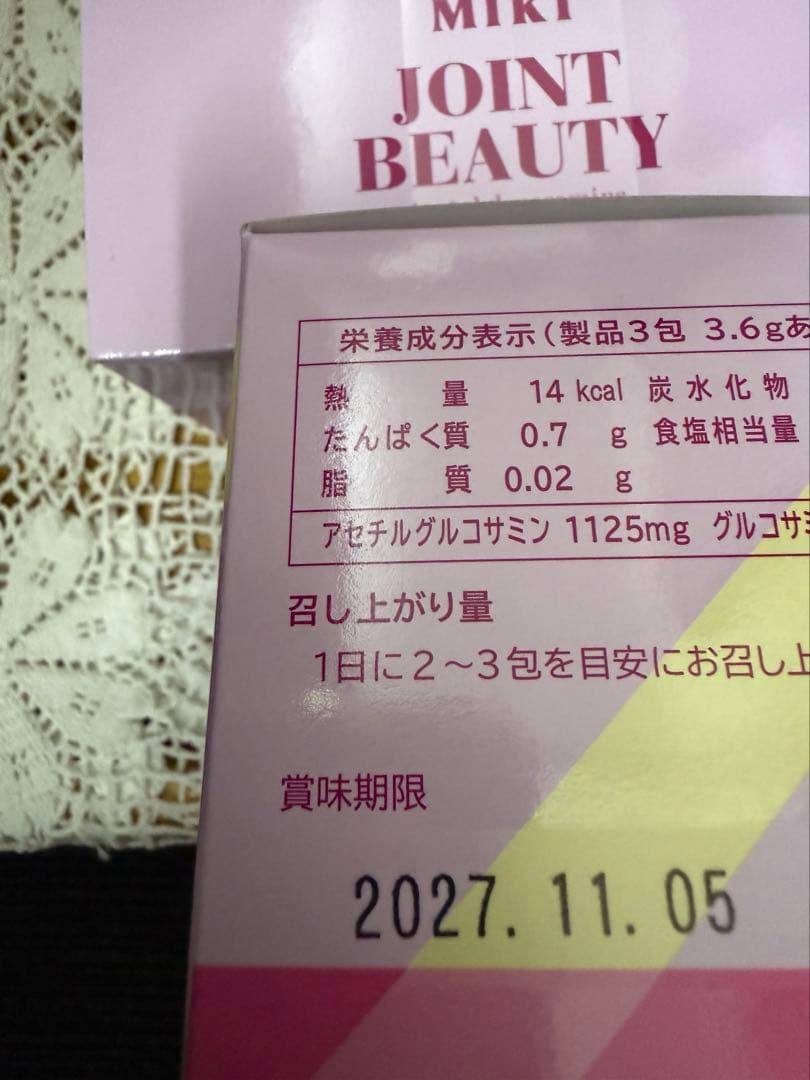 MIKI
JOINT
BEAUTY
栄養成分表示(製品3包 3.6gあ
熱量 14 kcal 炭水化物
たんぱく質 0.7 g 食塩相当量
脂質 0.02 g
アセチルグルコサミン 1125mg グルコサミ
召し上がり量
1日に2〜3包を目安にお召し上
賞味期限
2027.11.05